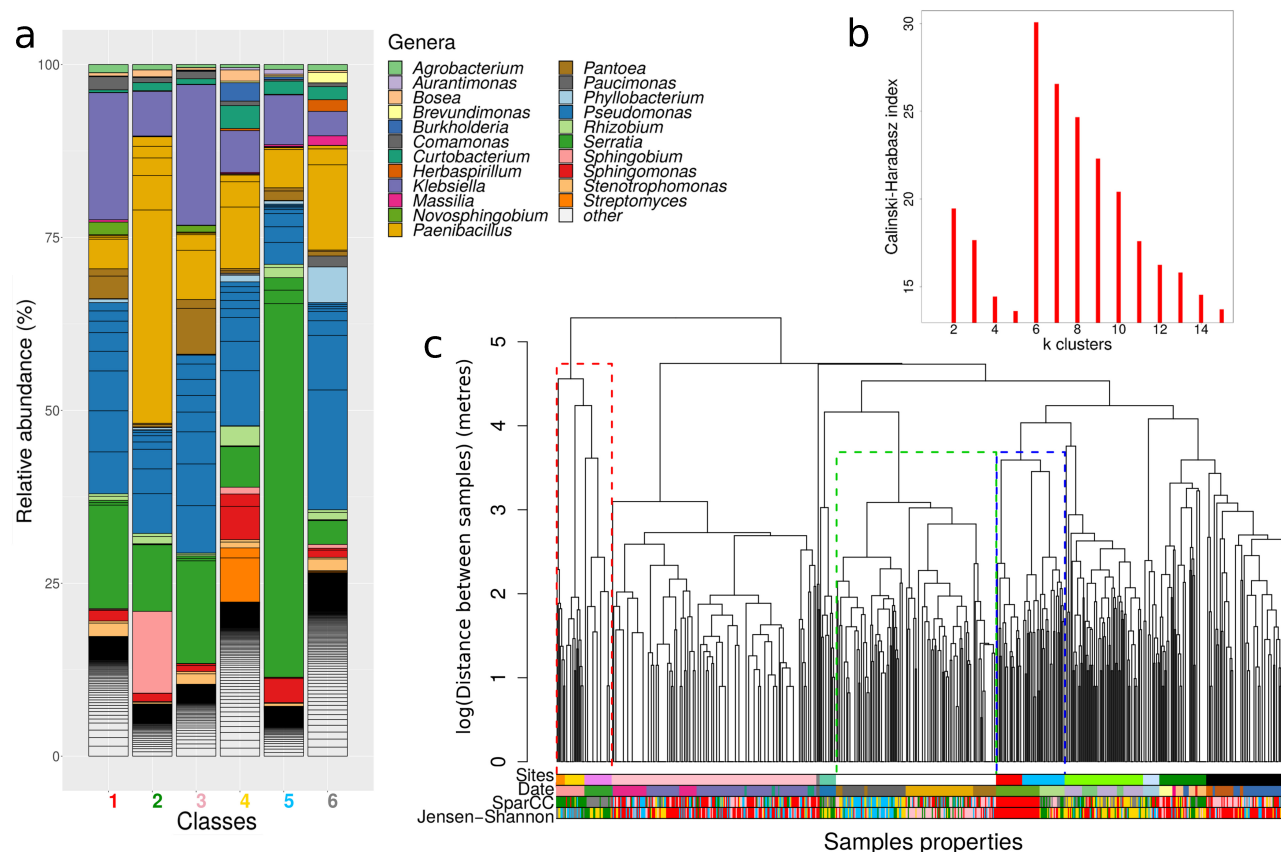 a
Relative abundance (%)
100
75
50
25
0
1 2 3 4 5 6
Classes
Genera
Agrobacterium
Aurantimonas
Bosea
Brevundimonas
Burkholderia
Comamonas
Curtobacterium
Herbaspirillum
Klebsiella
Massilia
Novosphingobium
Paenibacillus
Pantoea
Paucimonas
Phyllobacterium
Pseudomonas
Rhizobium
Serratia
Sphingobium
Sphingomonas
Stenotrophomonas
Streptomyces
other
b
Calinski-Harabasz index
30
25
20
15
2 4 6 8 10 12 14
k clusters
c
log(Distance between samples) (metres)
5
4
3
2
1
0
Sites
Date
SparCC
Jensen-Shannon
Samples properties